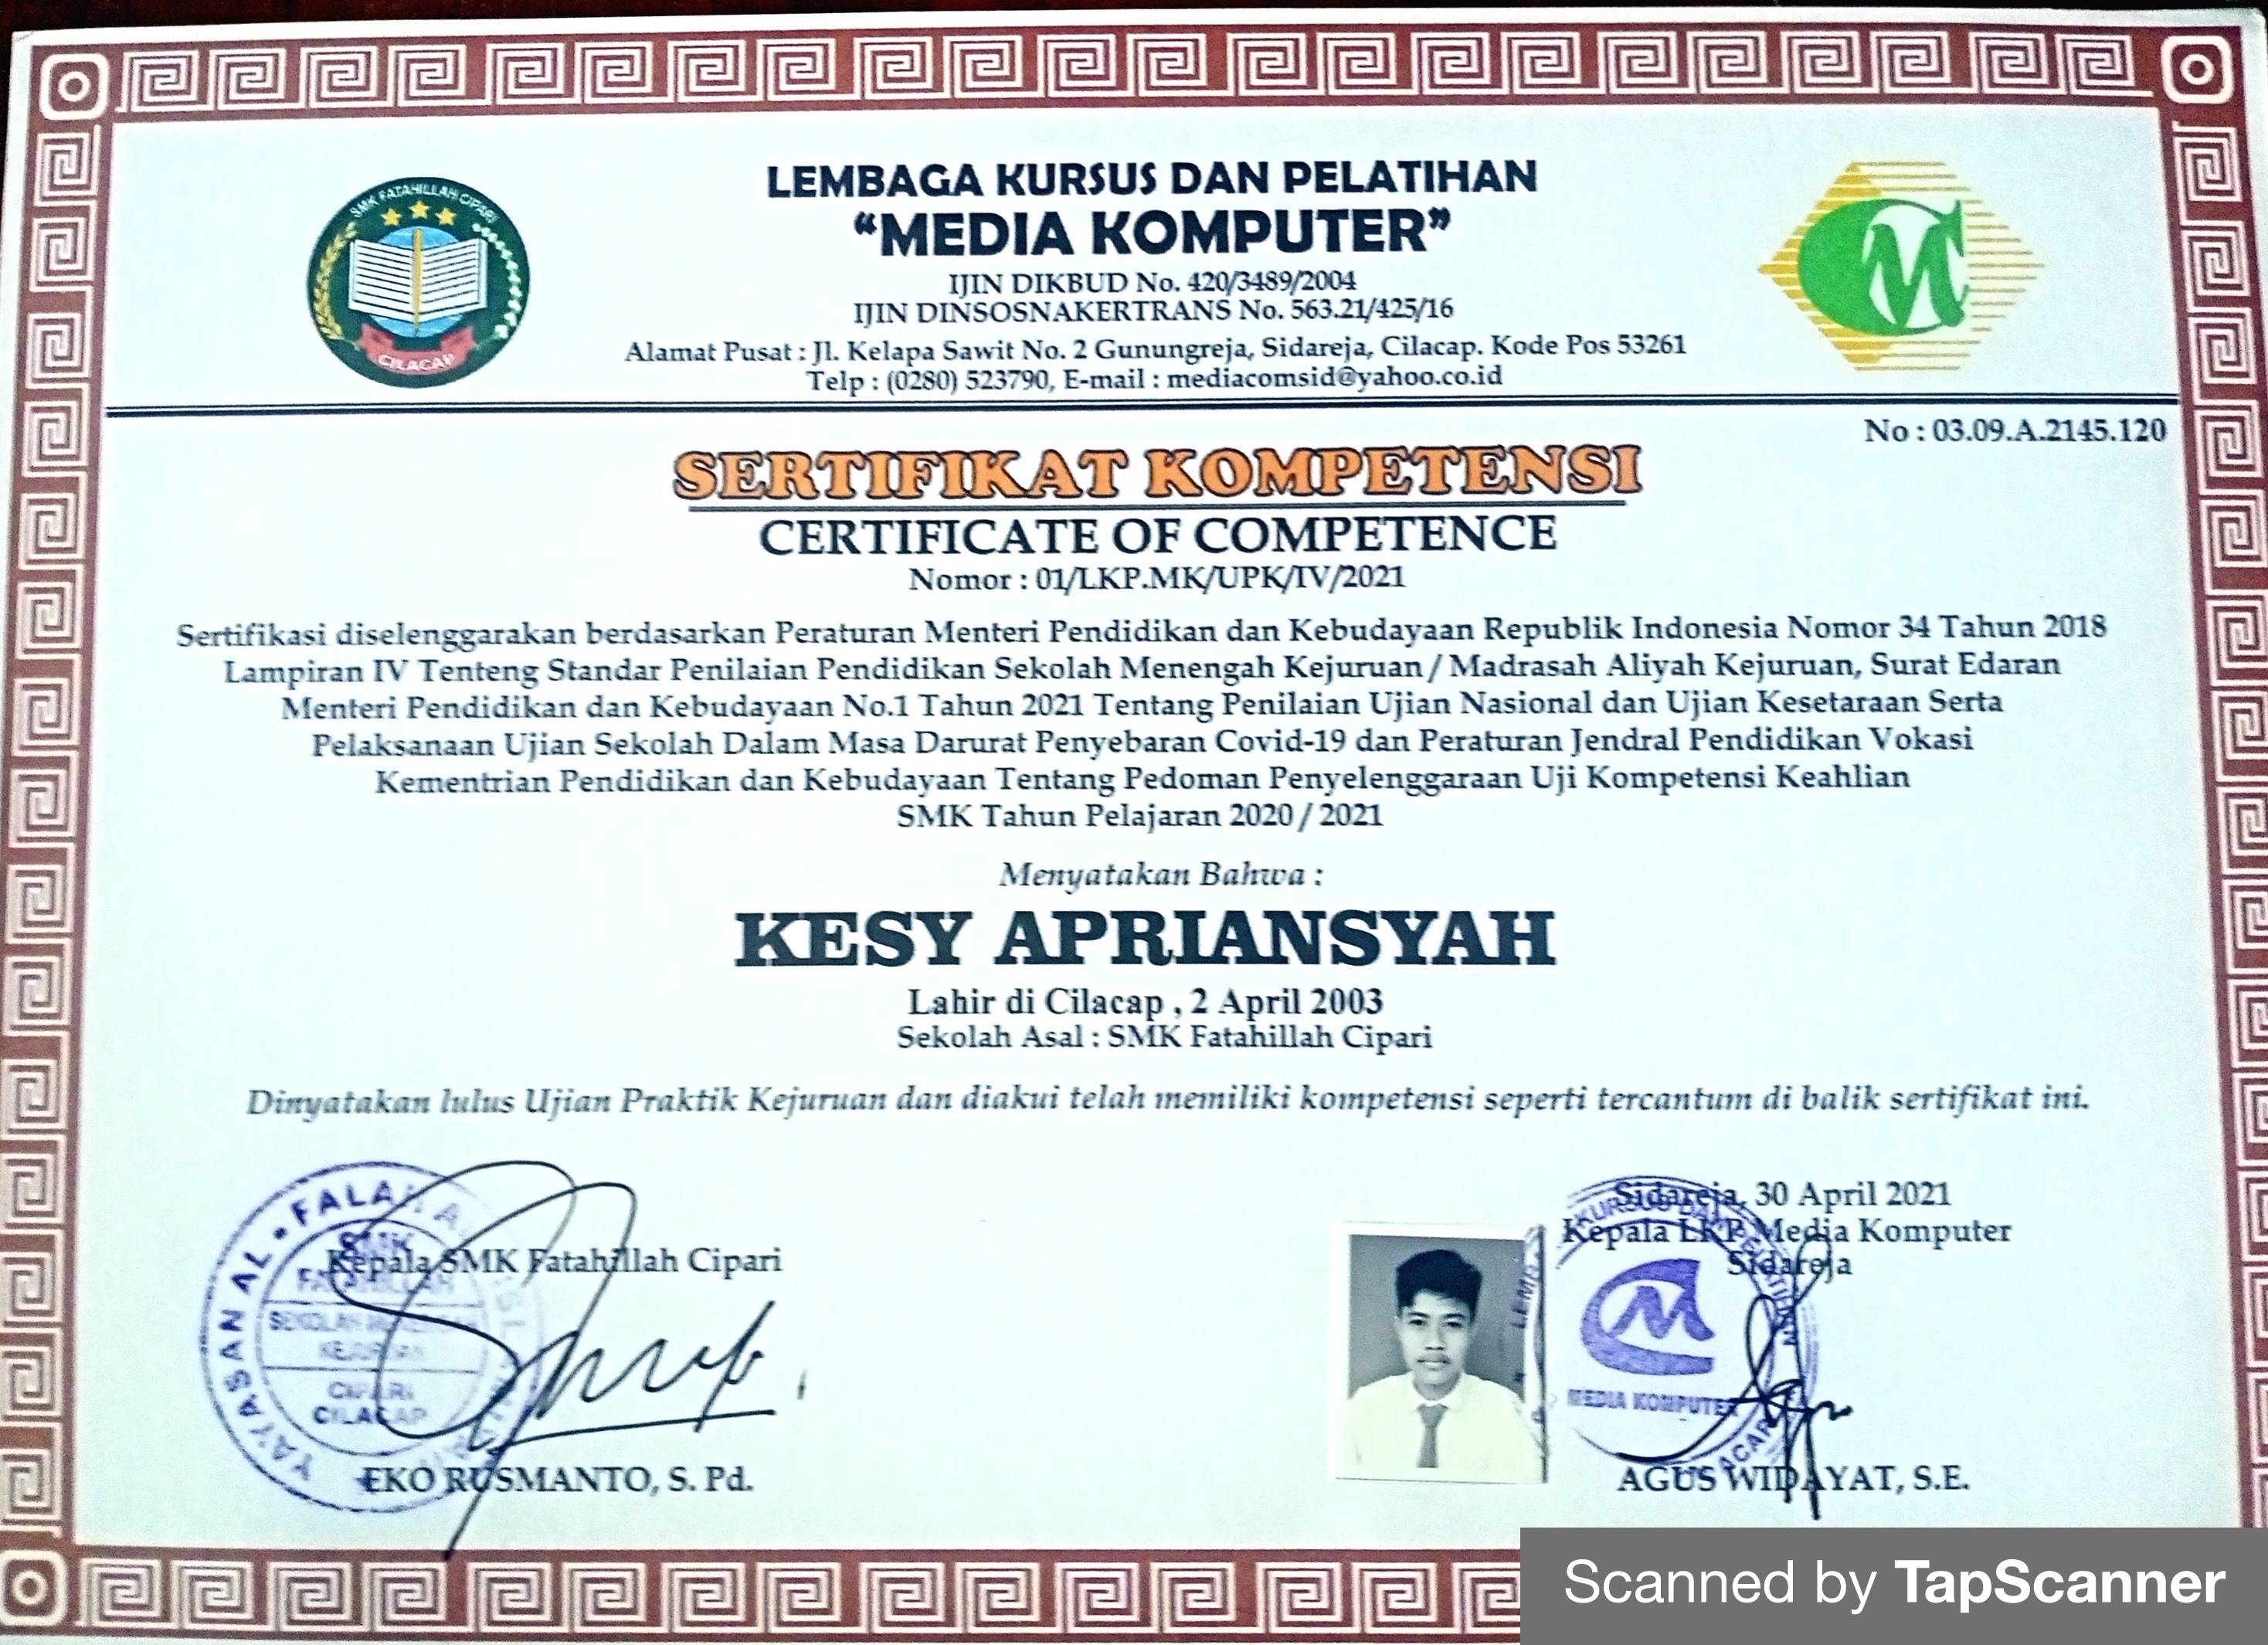 SMK FATAHILLAH CIPARI
CILACAP
LEMBAGA KURSUS DAN PELATIHAN
“MEDIA KOMPUTER”
IJIN DIKBUD No. 420/3489/2004
IJIN DINSOSNAKERTRANS No. 563.21/425/16
Alamat Pusat : Jl. Kelapa Sawit No. 2 Gunungreja, Sidareja, Cilacap. Kode Pos 53261
Telp : (0280) 523790, E-mail : mediacomsid@yahoo.co.id
CM
No : 03.09.A.2145.120
SERTIFIKAT KOMPETENSI
CERTIFICATE OF COMPETENCE
Nomor : 01/LKP.MK/UPK/IV/2021
Sertifikasi diselenggarakan berdasarkan Peraturan Menteri Pendidikan dan Kebudayaan Republik Indonesia Nomor 34 Tahun 2018
Lampiran IV Tenteng Standar Penilaian Pendidikan Sekolah Menengah Kejuruan / Madrasah Aliyah Kejuruan, Surat Edaran
Menteri Pendidikan dan Kebudayaan No.1 Tahun 2021 Tentang Penilaian Ujian Nasional dan Ujian Kesetaraan Serta
Pelaksanaan Ujian Sekolah Dalam Masa Darurat Penyebaran Covid-19 dan Peraturan Jendral Pendidikan Vokasi
Kementrian Pendidikan dan Kebudayaan Tentang Pedoman Penyelenggaraan Uji Kompetensi Keahlian
SMK Tahun Pelajaran 2020 / 2021
Menyatakan Bahwa :
KESY APRIANSYAH
Lahir di Cilacap , 2 April 2003
Sekolah Asal : SMK Fatahillah Cipari
Dinyatakan lulus Ujian Praktik Kejuruan dan diakui telah memiliki kompetensi seperti tercantum di balik sertifikat ini.
Kepala SMK Fatahillah Cipari
YAYASAN AL - FALAH
SMK
FATAHILLAH
SEKOLAH MENENGAH
KEJURUAN
CIPARI
CILACAP
EKO RUSMANTO, S. Pd.
Sidareja, 30 April 2021
Kepala LKP Media Komputer
Sidareja
KURSUS DAN PELATIHAN
CM
MEDIA KOMPUTER
AGUS WIDAYAT, S.E.
Scanned by TapScanner